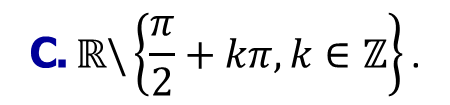 C. ℝ\{π/2 + kπ, k ∈ ℤ}.